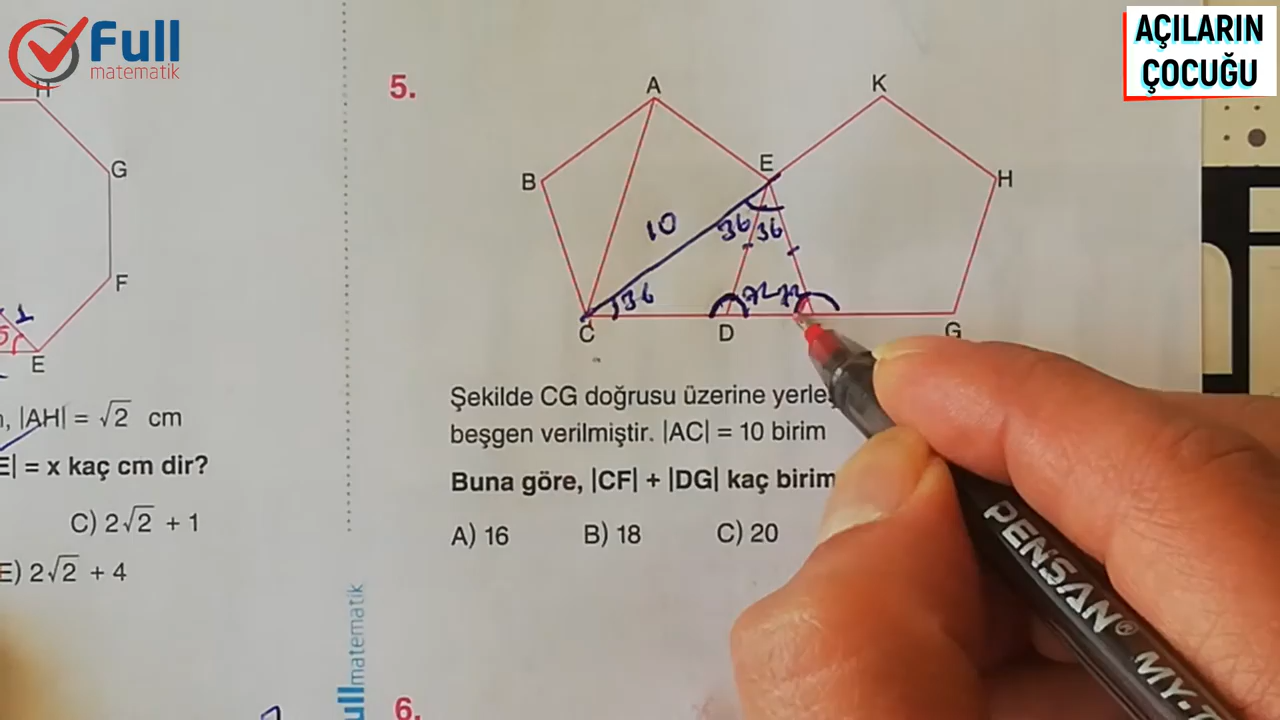 Full
matematik
AÇILARIN
ÇOCUĞU
5.
A
K
B
E
H
C
D
G
10
36
36
36
72
72
Şekilde CG doğrusu üzerine
beşgen verilmiştir. |AC| = 10 birim
Buna göre, |CF| + |DG| kaç birim
A) 16 B) 18 C) 20
H
G
F
E
1
|AH| = √2 cm
= x kaç cm dir?
C) 2√2 + 1
E) 2√2 + 4
matematik
6.
PENSAN® MY-